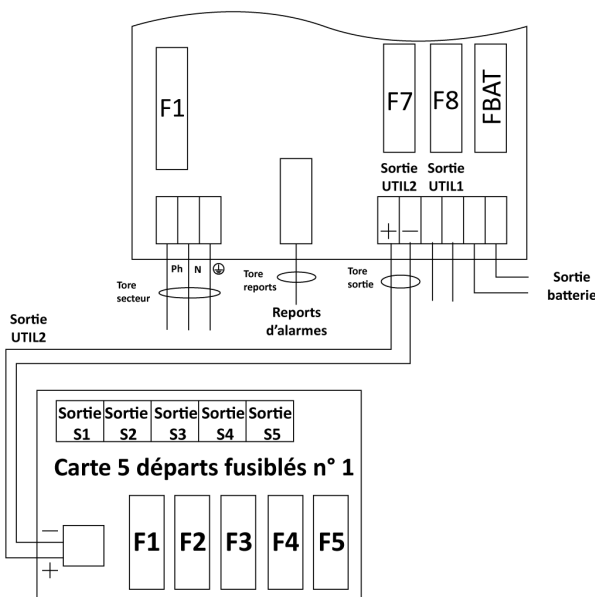 F1
F7
F8
FBAT
Sortie
UTIL2
Sortie
UTIL1
+
−
Ph
N
Tore
secteur
Tore
reports
Tore
sortie
Reports
d'alarmes
Sortie
batterie
Sortie
UTIL2
Sortie
S1
Sortie
S2
Sortie
S3
Sortie
S4
Sortie
S5
Carte 5 départs fusiblés n° 1
−
+
F1
F2
F3
F4
F5